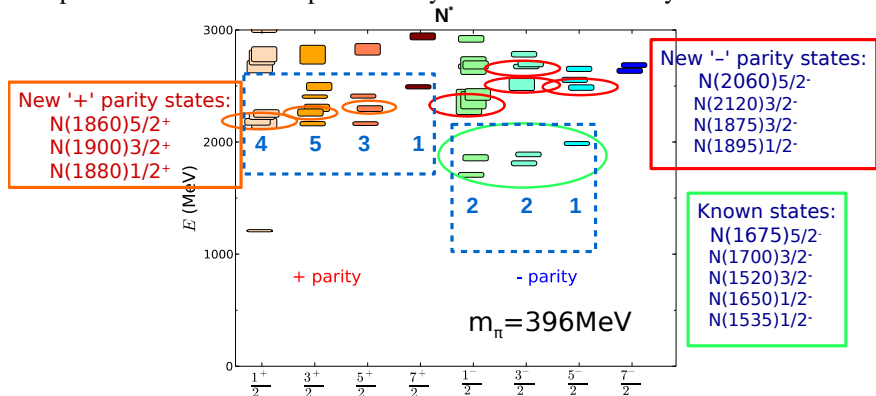 N*
3000
New '+' parity states:
N(1860)5/2+
N(1900)3/2+
N(1880)1/2+
New '–' parity states:
N(2060)5/2-
N(2120)3/2-
N(1875)3/2-
N(1895)1/2-
2000
4 5 3 1
E (MeV)
2 2 1
Known states:
N(1675)5/2-
N(1700)3/2-
N(1520)3/2-
N(1650)1/2-
N(1535)1/2-
1000
+ parity
- parity
mπ=396MeV
0
1/2+ 3/2+ 5/2+ 7/2+ 1/2- 3/2- 5/2- 7/2-